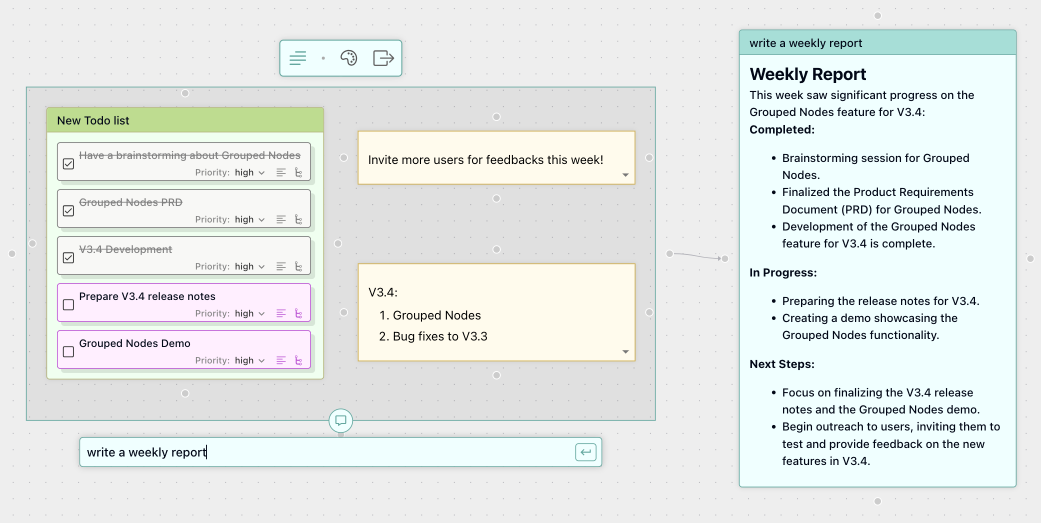 New Todo list
Have a brainstorming about Grouped Nodes
Priority: high
Grouped Nodes PRD
Priority: high
V3.4 Development
Priority: high
Prepare V3.4 release notes
Priority: high
Grouped Nodes Demo
Priority: high
Invite more users for feedbacks this week!
V3.4:
1. Grouped Nodes
2. Bug fixes to V3.3
write a weekly report
write a weekly report
Weekly Report
This week saw significant progress on the
Grouped Nodes feature for V3.4:
Completed:
• Brainstorming session for Grouped
Nodes.
• Finalized the Product Requirements
Document (PRD) for Grouped Nodes.
• Development of the Grouped Nodes
feature for V3.4 is complete.
In Progress:
• Preparing the release notes for V3.4.
• Creating a demo showcasing the
Grouped Nodes functionality.
Next Steps:
• Focus on finalizing the V3.4 release
notes and the Grouped Nodes demo.
• Begin outreach to users, inviting them to
test and provide feedback on the new
features in V3.4.